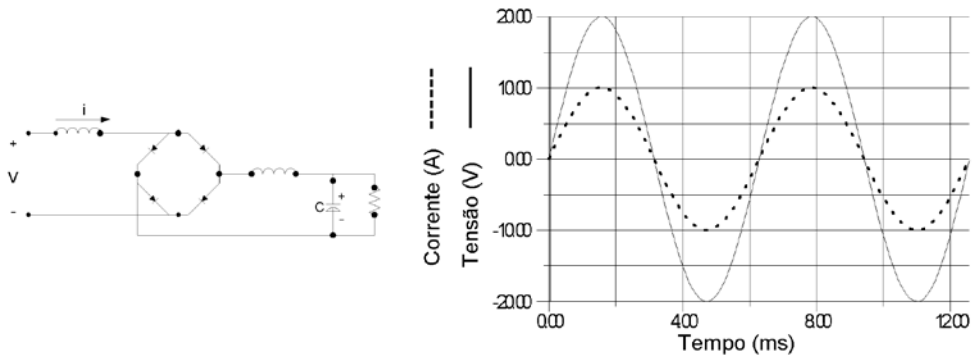 i
+
V
-
C
+
-
Corrente (A)
Tensão (V)
20.00
10.00
0.00
-10.00
-20.00
0.00 4.00 8.00 12.00
Tempo (ms)